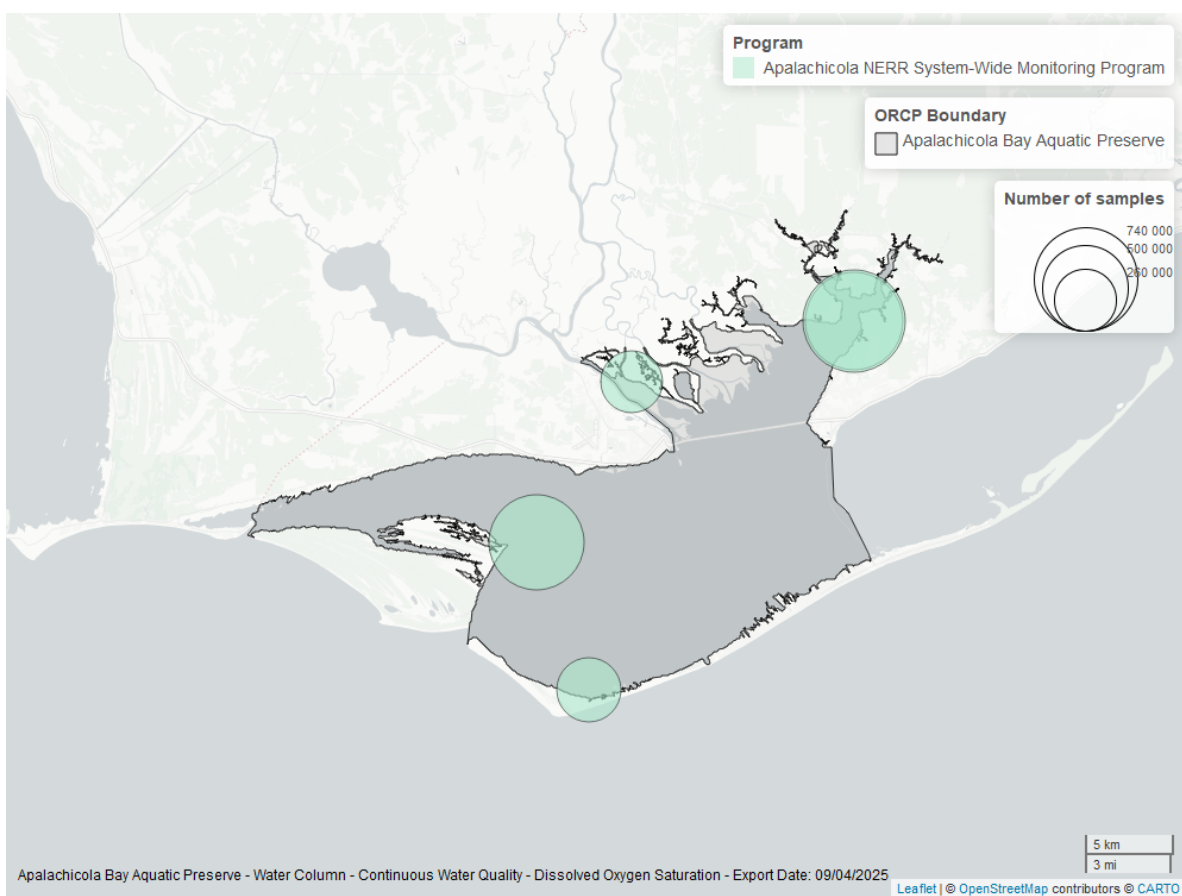 Program
Apalachicola NERR System-Wide Monitoring Program
ORCP Boundary
Apalachicola Bay Aquatic Preserve
Number of samples
740 000
500 000
260 000
5 km
3 mi
Apalachicola Bay Aquatic Preserve - Water Column - Continuous Water Quality - Dissolved Oxygen Saturation - Export Date: 09/04/2025
Leaflet | © OpenStreetMap contributors © CARTO